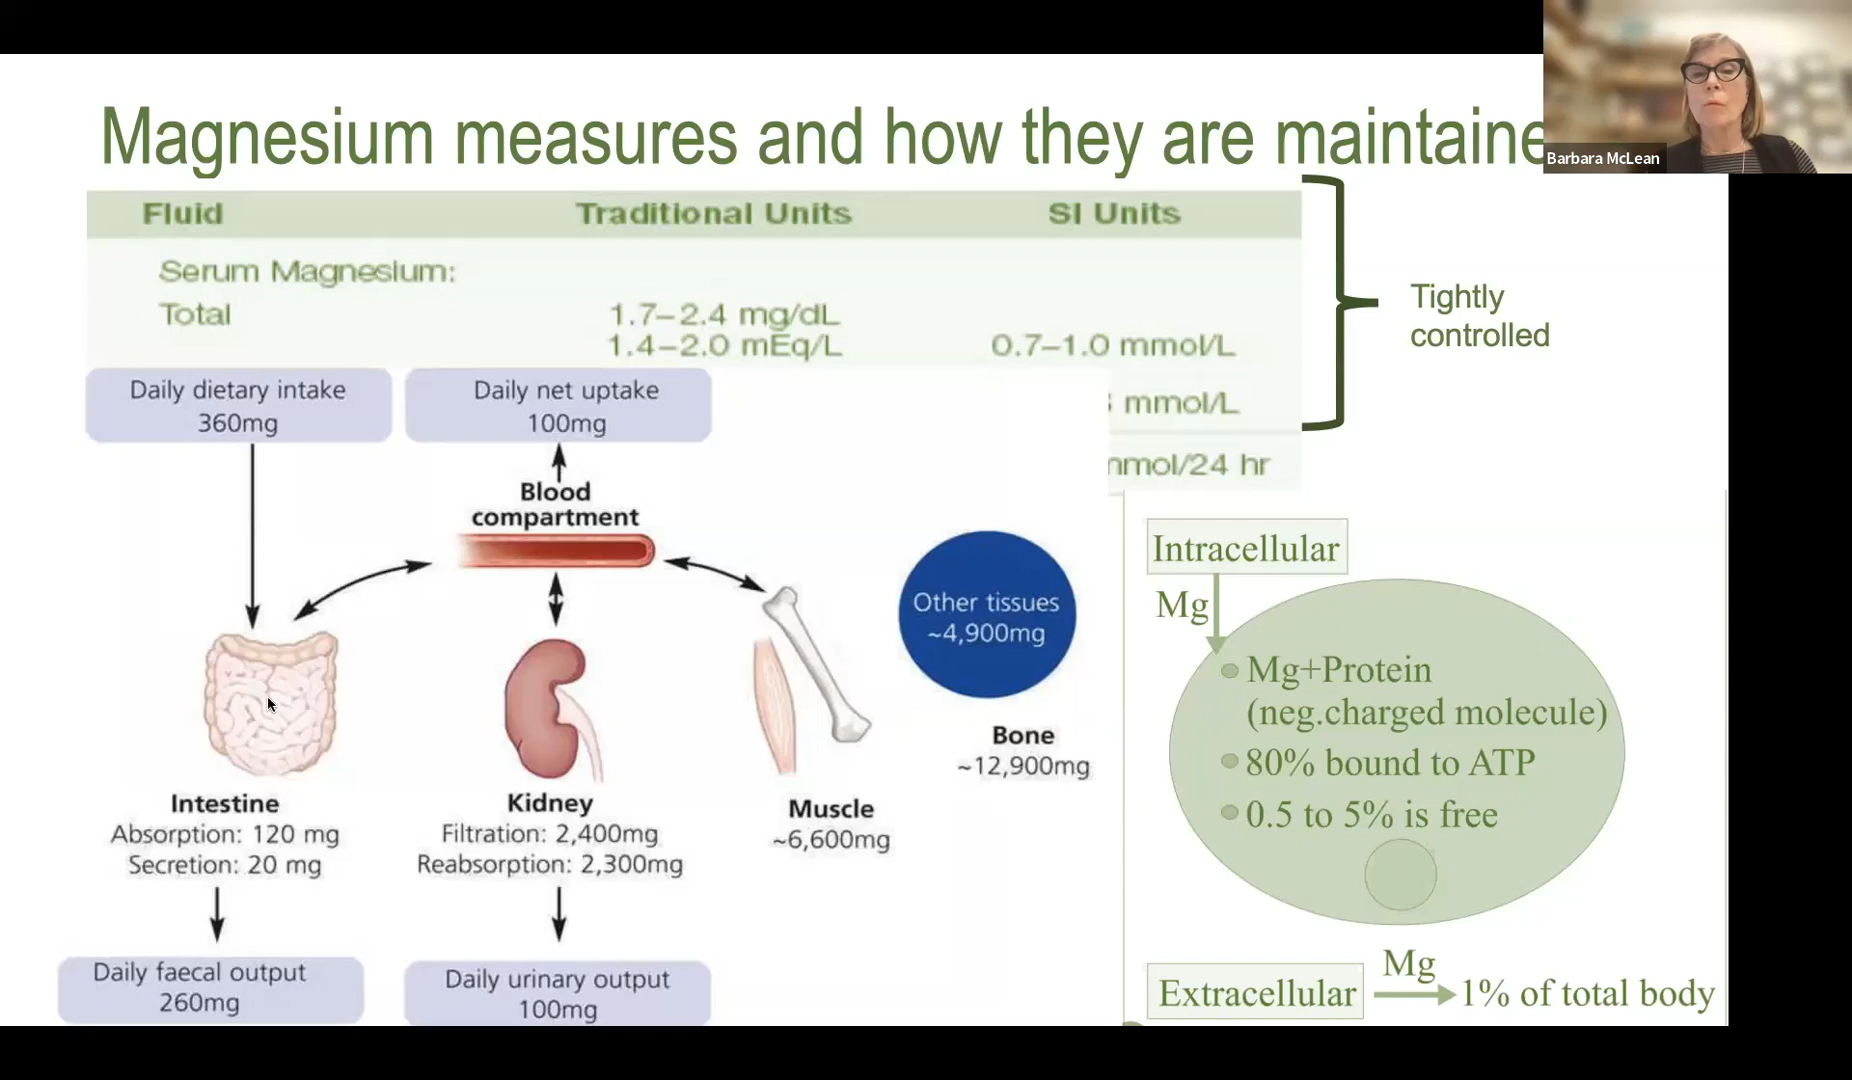 Magnesium measures and how they are maintaine
Barbara McLean
Fluid Traditional Units SI Units
Serum Magnesium:
Total 1.7–2.4 mg/dL
1.4–2.0 mEq/L 0.7–1.0 mmol/L
mmol/L
mmol/24 hr
Tightly
controlled
Daily dietary intake
360mg
Daily net uptake
100mg
Blood
compartment
Other tissues
~4,900mg
Bone
~12,900mg
Intestine
Absorption: 120 mg
Secretion: 20 mg
Kidney
Filtration: 2,400mg
Reabsorption: 2,300mg
Muscle
~6,600mg
Daily faecal output
260mg
Daily urinary output
100mg
Intracellular
Mg
Mg+Protein
(neg.charged molecule)
80% bound to ATP
0.5 to 5% is free
Mg
Extracellular 1% of total body